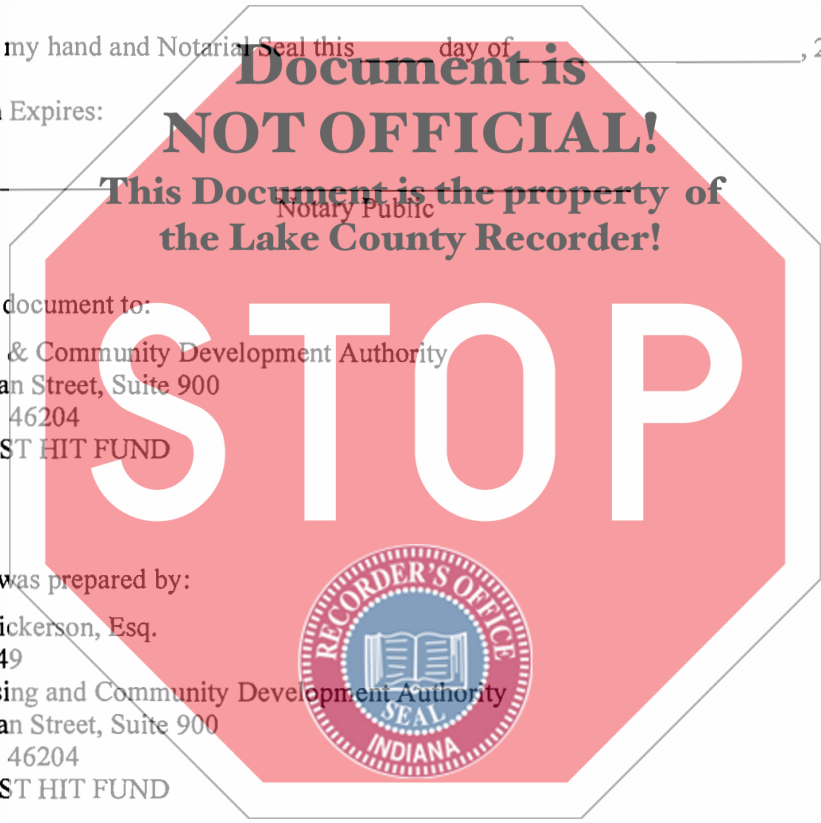 my hand and Notarial Seal this ______ day of ____________________, 2
Document is
Expires:
NOT OFFICIAL!
This Document is the property of
Notary Public
the Lake County Recorder!
document to:
& Community Development Authority
an Street, Suite 900
46204
ST HIT FUND
STOP
was prepared by:
ickerson, Esq.
49
sing and Community Development Authority
an Street, Suite 900
46204
ST HIT FUND
RECORDER'S OFFICE
SEAL
INDIANA